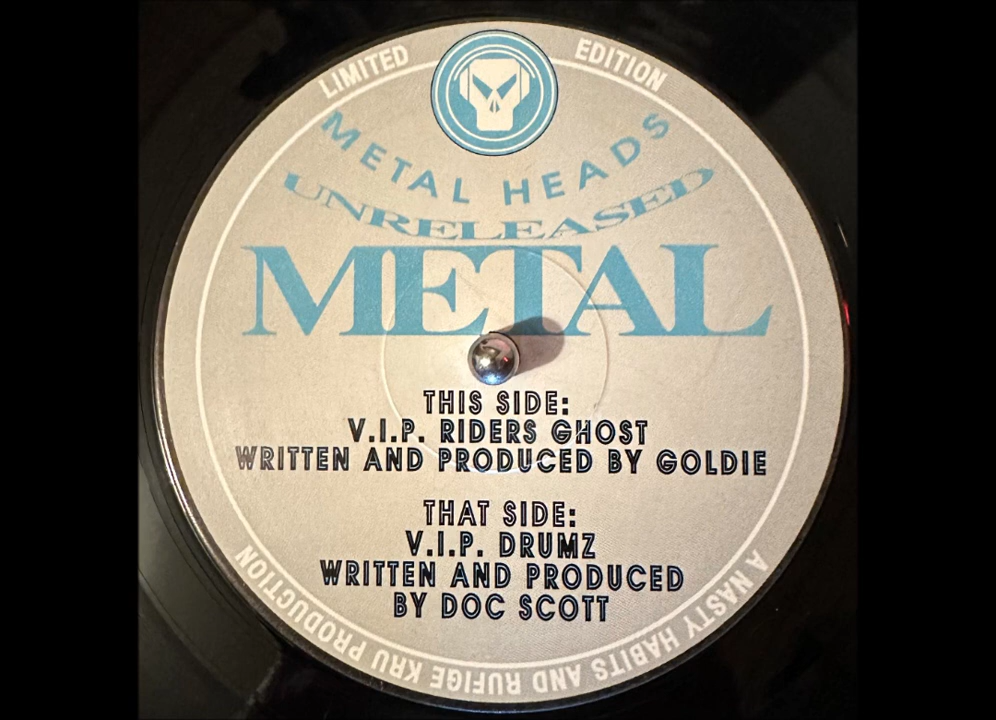 LIMITED EDITION
METAL HEADS
UNRELEASED
METAL
THIS SIDE:
V.I.P. RIDERS GHOST
WRITTEN AND PRODUCED BY GOLDIE
THAT SIDE:
V.I.P. DRUMZ
WRITTEN AND PRODUCED
BY DOC SCOTT
A NASTY HABITS AND RUFIGE KRU PRODUCTION